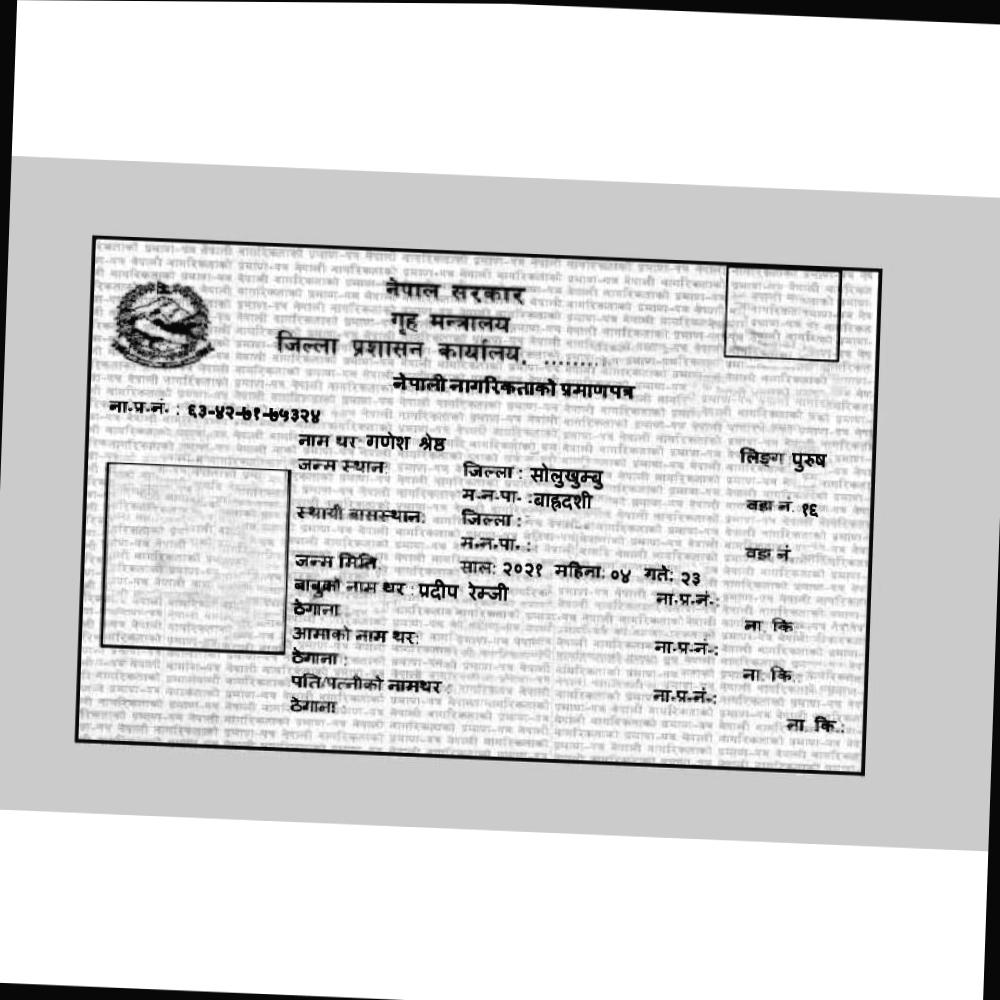 नेपाल सरकार
गृह मन्त्रालय
जिल्ला प्रशासन कार्यालय, .........
नेपाली नागरिकताको प्रमाणपत्र
ना.प्र.नं. : ६३-४२-७१-७५३२४
नाम थर: गणेश श्रेष्ठ लिङ्ग पुरुष
जन्म स्थान: जिल्ला : सोलुखुम्बु
म.न.पा. :बाह्रदशी वडा नं. १६
स्थायी बासस्थान: जिल्ला :
म.न.पा. : वडा नं.
जन्म मिति: साल: २०२१ महिना: ०४ गते: २३
बाबुको नाम थर : प्रदीप रेम्जी ना.प्र.नं.:
ठेगाना ना. कि
आमाको नाम थर: ना.प्र.नं.:
ठेगाना : ना. कि.:
पति/पत्नीको नामथर : ना.प्र.नं.:
ठेगाना ना. कि.: